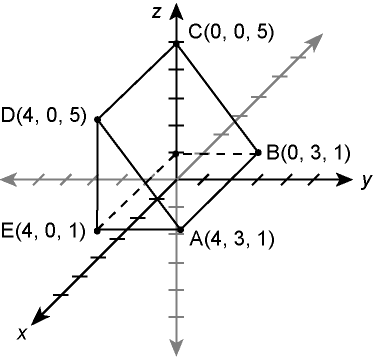 z
C(0, 0, 5)
D(4, 0, 5)
B(0, 3, 1)
y
E(4, 0, 1)
A(4, 3, 1)
x